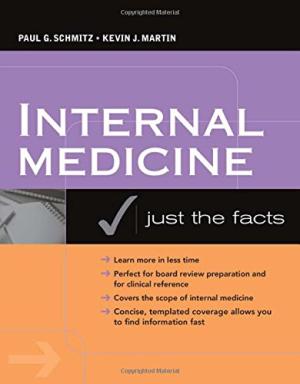 PAUL G. SCHMITZ • KEVIN J. MARTIN
INTERNAL
MEDICINE
just the facts
→ Learn more in less time
→ Perfect for board review preparation and
for clinical reference
→ Covers the scope of internal medicine
→ Concise, templated coverage allows you
to find information fast